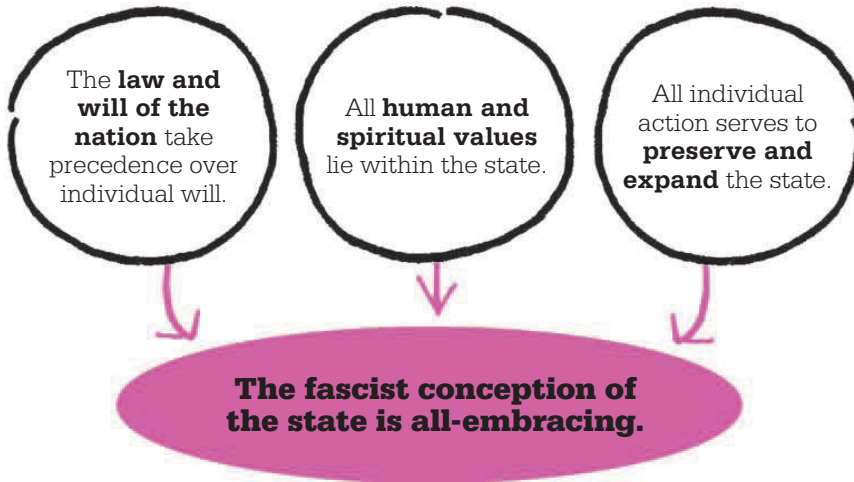 The law and
will of the
nation take
precedence over
individual will.
All human and
spiritual values
lie within the state.
All individual
action serves to
preserve and
expand the state.
The fascist conception of
the state is all-embracing.